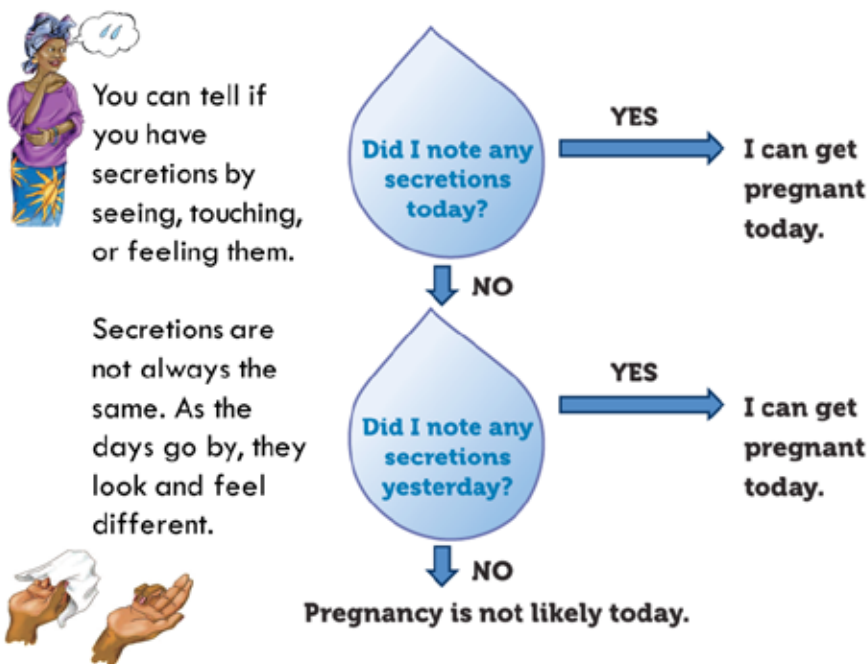 You can tell if
you have
secretions by
seeing, touching,
or feeling them.
Did I note any
secretions
today?
YES
I can get
pregnant
today.
NO
Secretions are
not always the
same. As the
days go by, they
look and feel
different.
Did I note any
secretions
yesterday?
YES
I can get
pregnant
today.
NO
Pregnancy is not likely today.